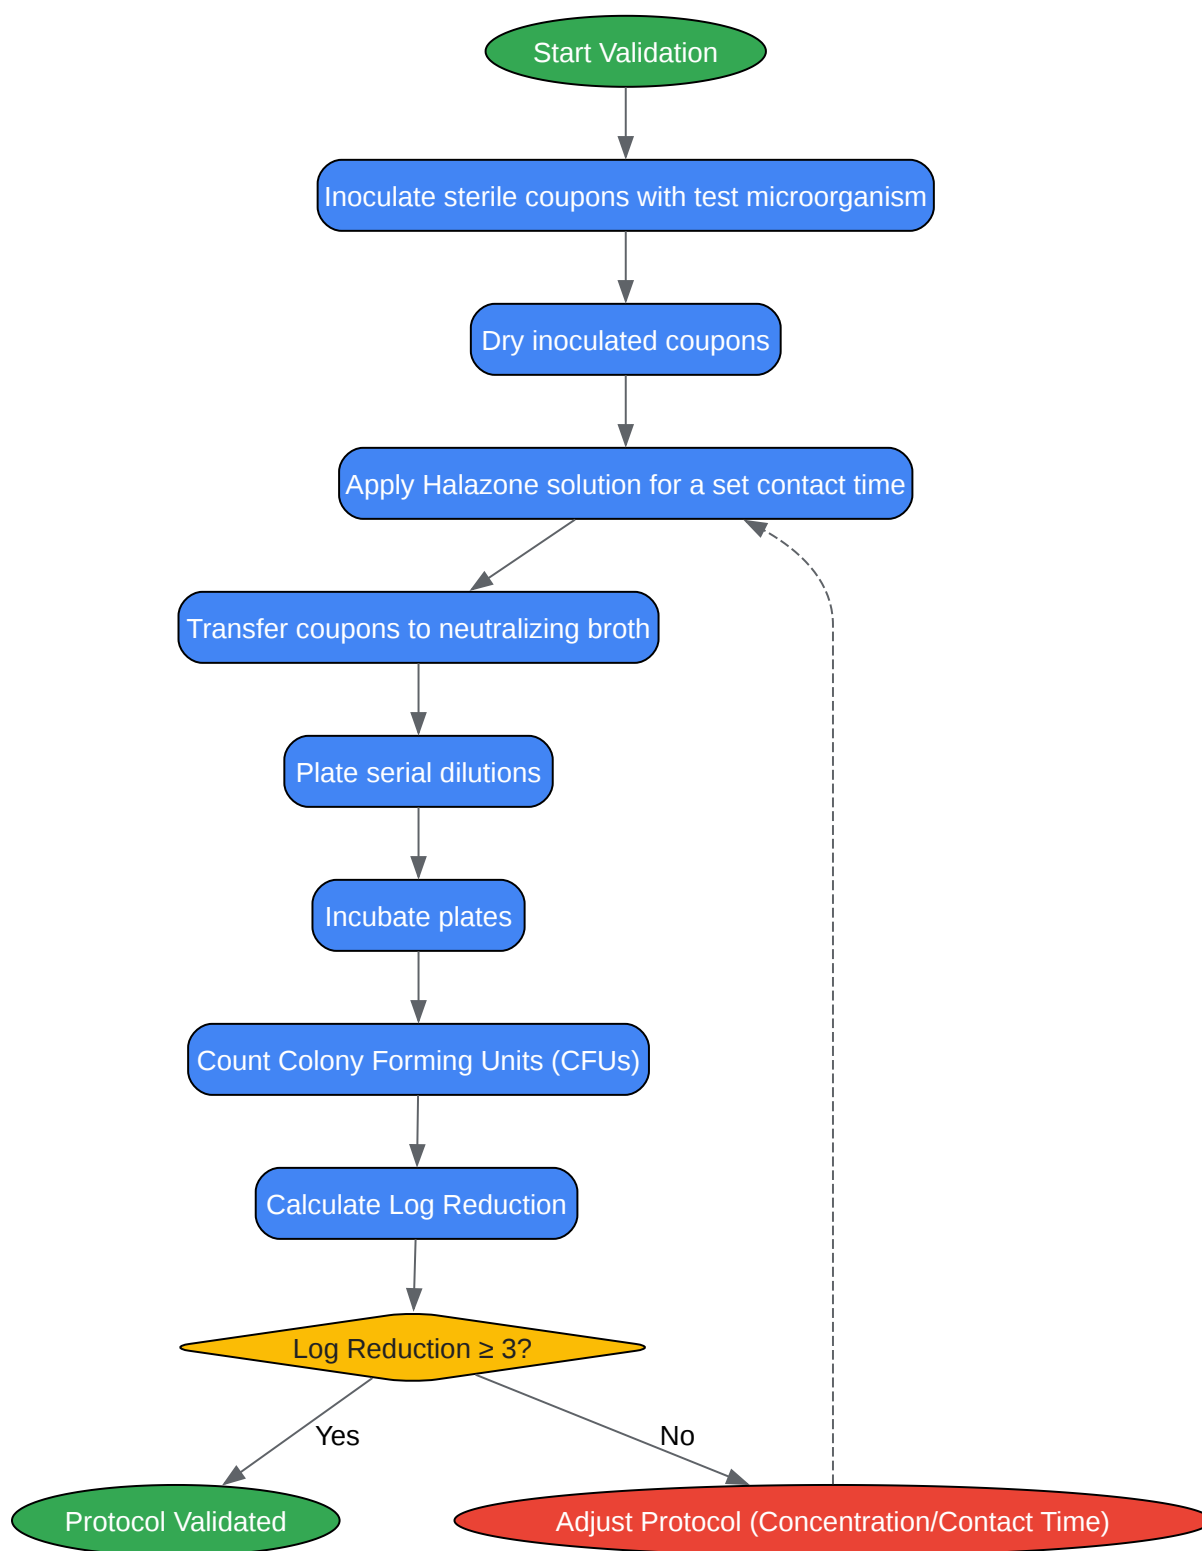 Start Validation
Inoculate sterile coupons with test microorganism
Dry inoculated coupons
Apply Halazone solution for a set contact time
Transfer coupons to neutralizing broth
Plate serial dilutions
Incubate plates
Count Colony Forming Units (CFUs)
Calculate Log Reduction
Log Reduction ≥ 3?
Yes
No
Protocol Validated
Adjust Protocol (Concentration/Contact Time)